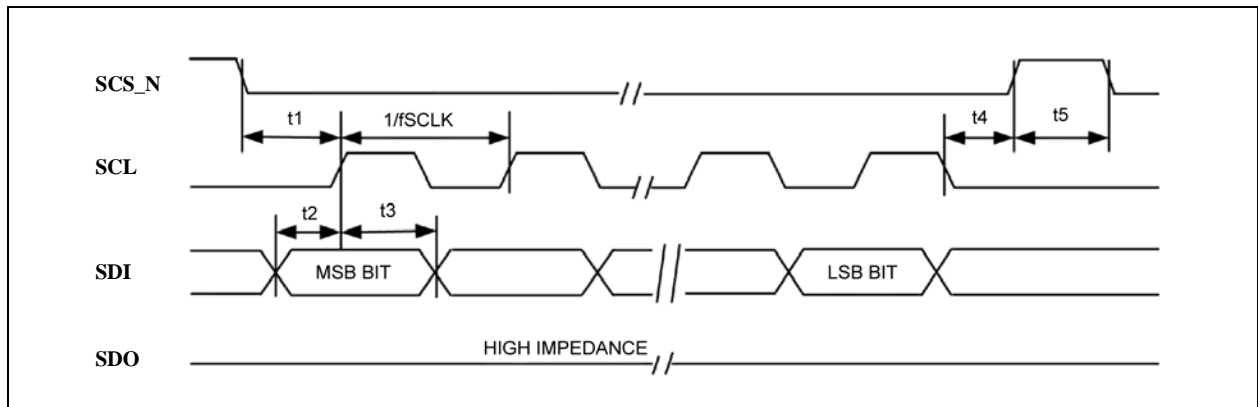 SCS_N
t1
1/fSCLK
t4
t5
SCL
t2
t3
SDI
MSB BIT
LSB BIT
SDO
HIGH IMPEDANCE